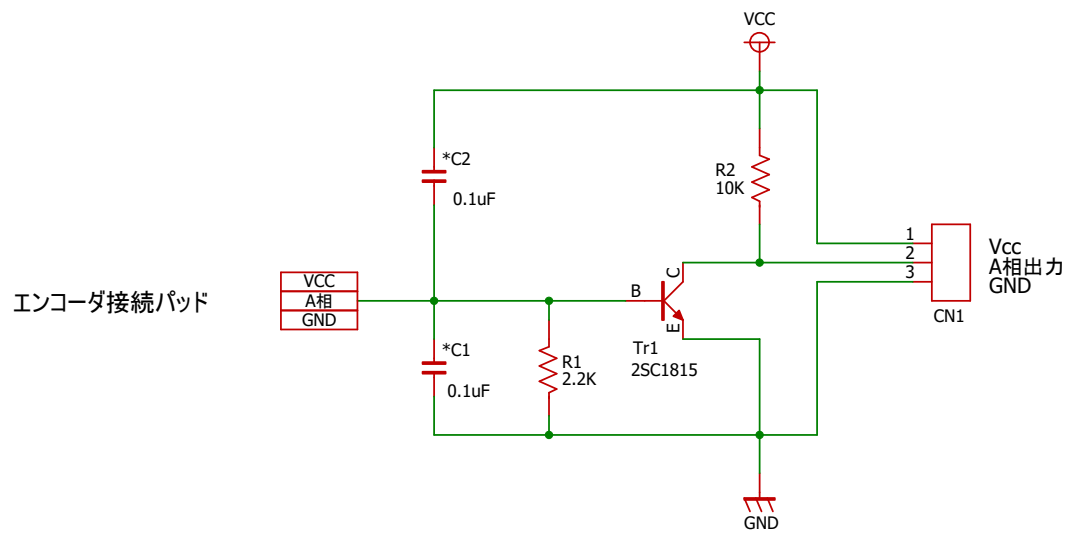 VCC
*C2
0.1uF
R2
10K
エンコーダ接続パッド
VCC
A相
GND
B
C
E
Tr1
2SC1815
*C1
0.1uF
R1
2.2K
1
2
3
Vcc
A相出力
GND
CN1
GND